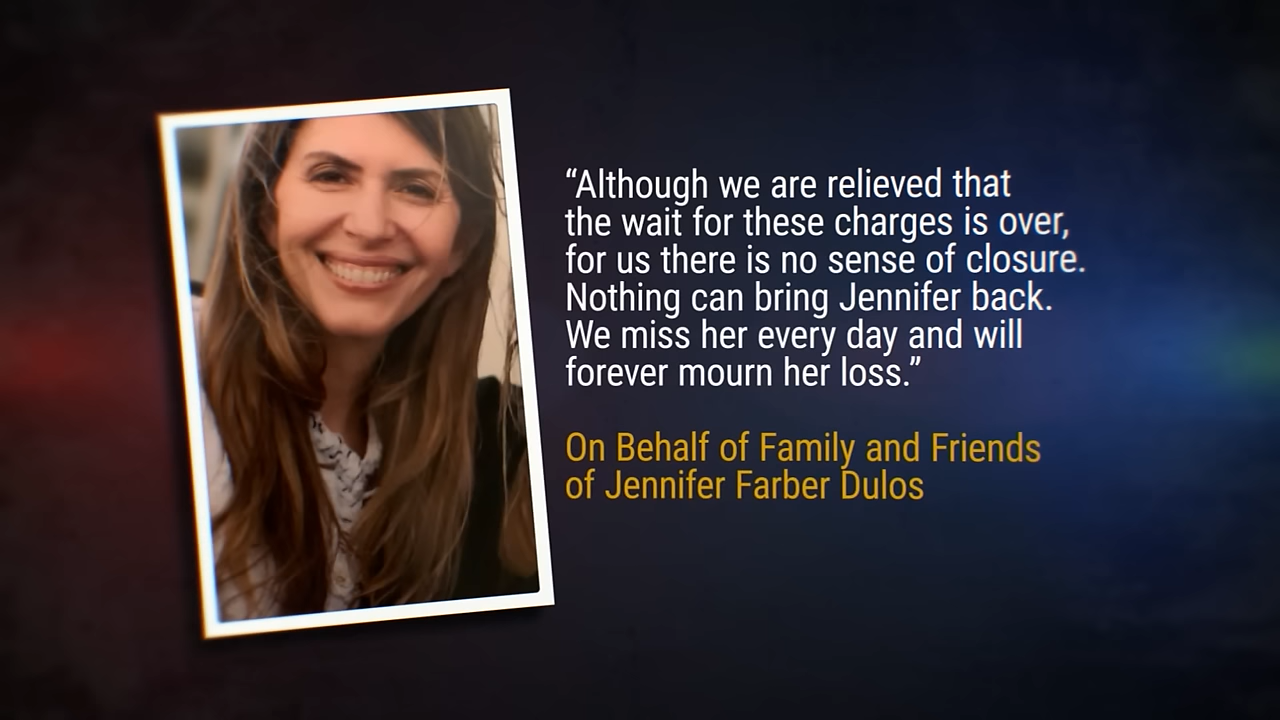 “Although we are relieved that
the wait for these charges is over,
for us there is no sense of closure.
Nothing can bring Jennifer back.
We miss her every day and will
forever mourn her loss.”
On Behalf of Family and Friends
of Jennifer Farber Dulos